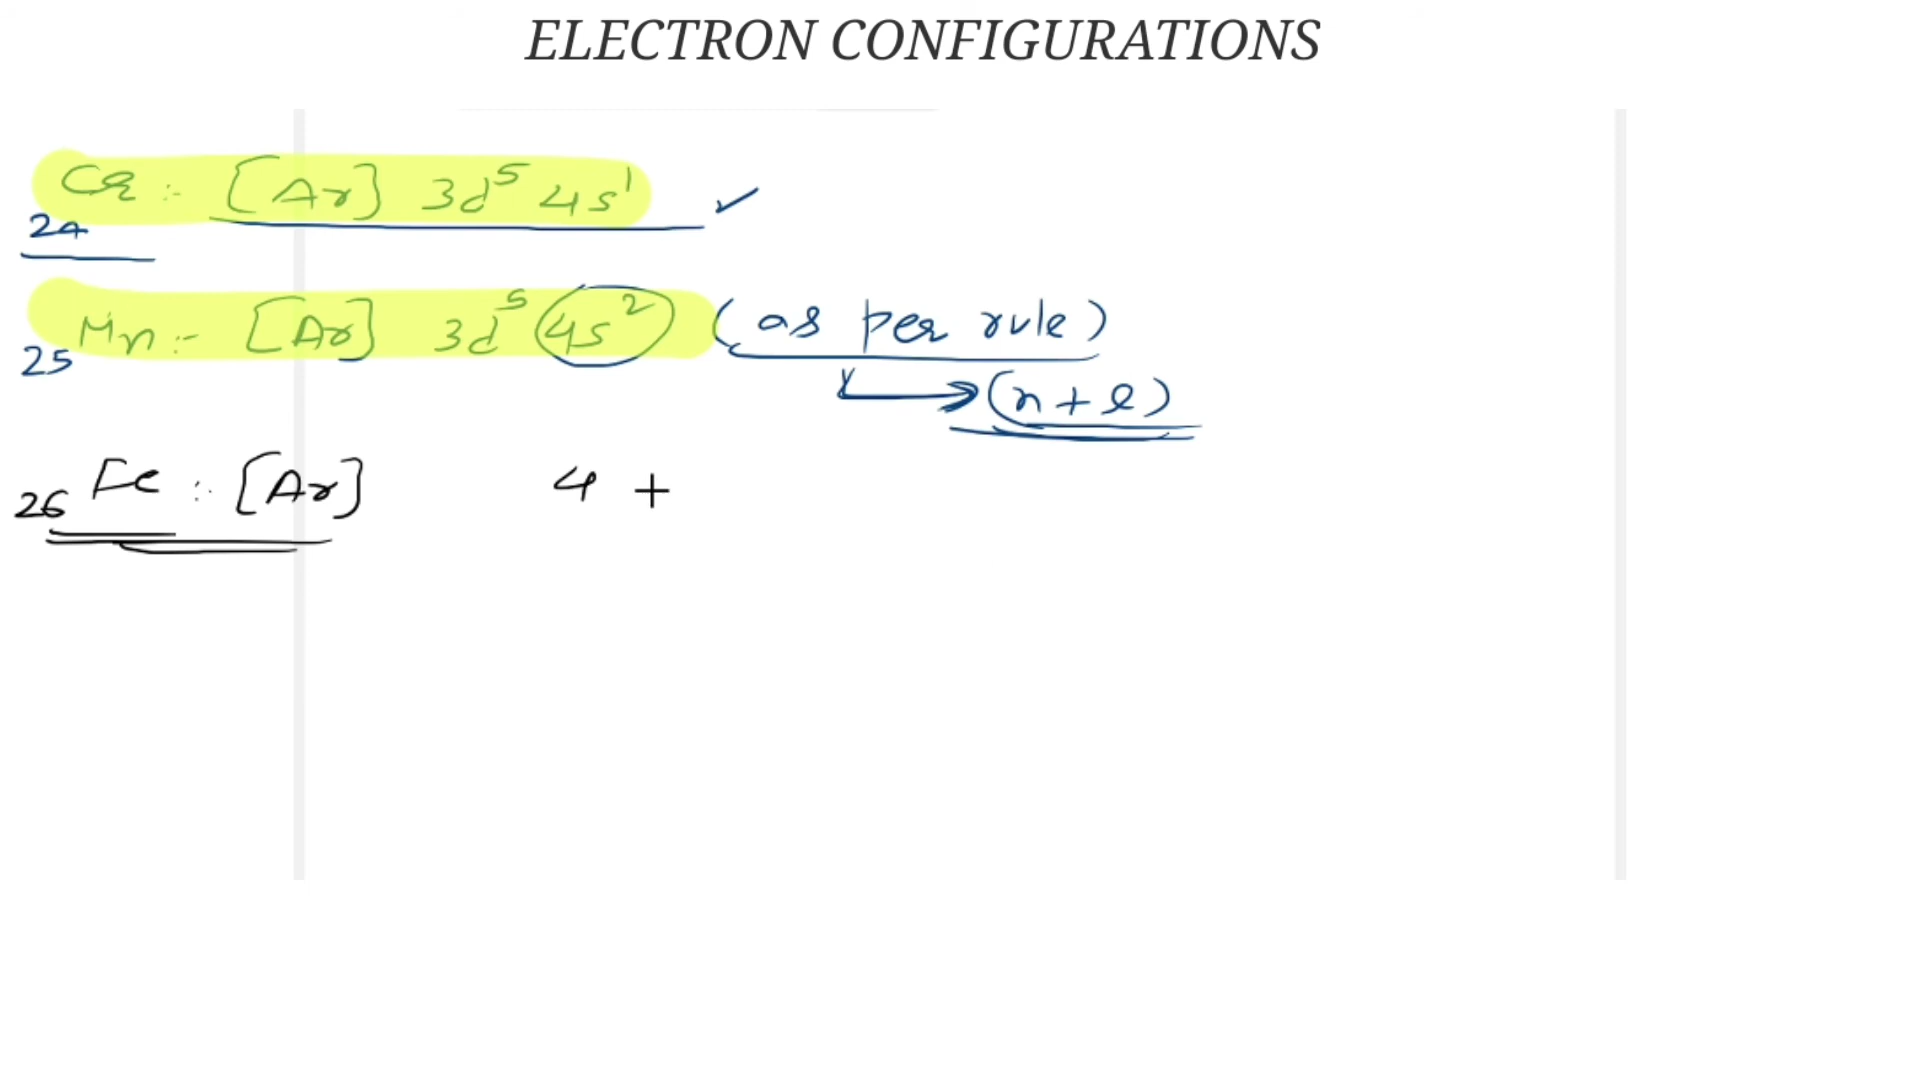 ELECTRON CONFIGURATIONS
Cr :- [Ar] 3d⁵ 4s¹ ✓
24
Mn :- [Ar] 3d⁵ 4s² (as per rule)
25
→ (n + l)
26 Fe : [Ar] 4 +